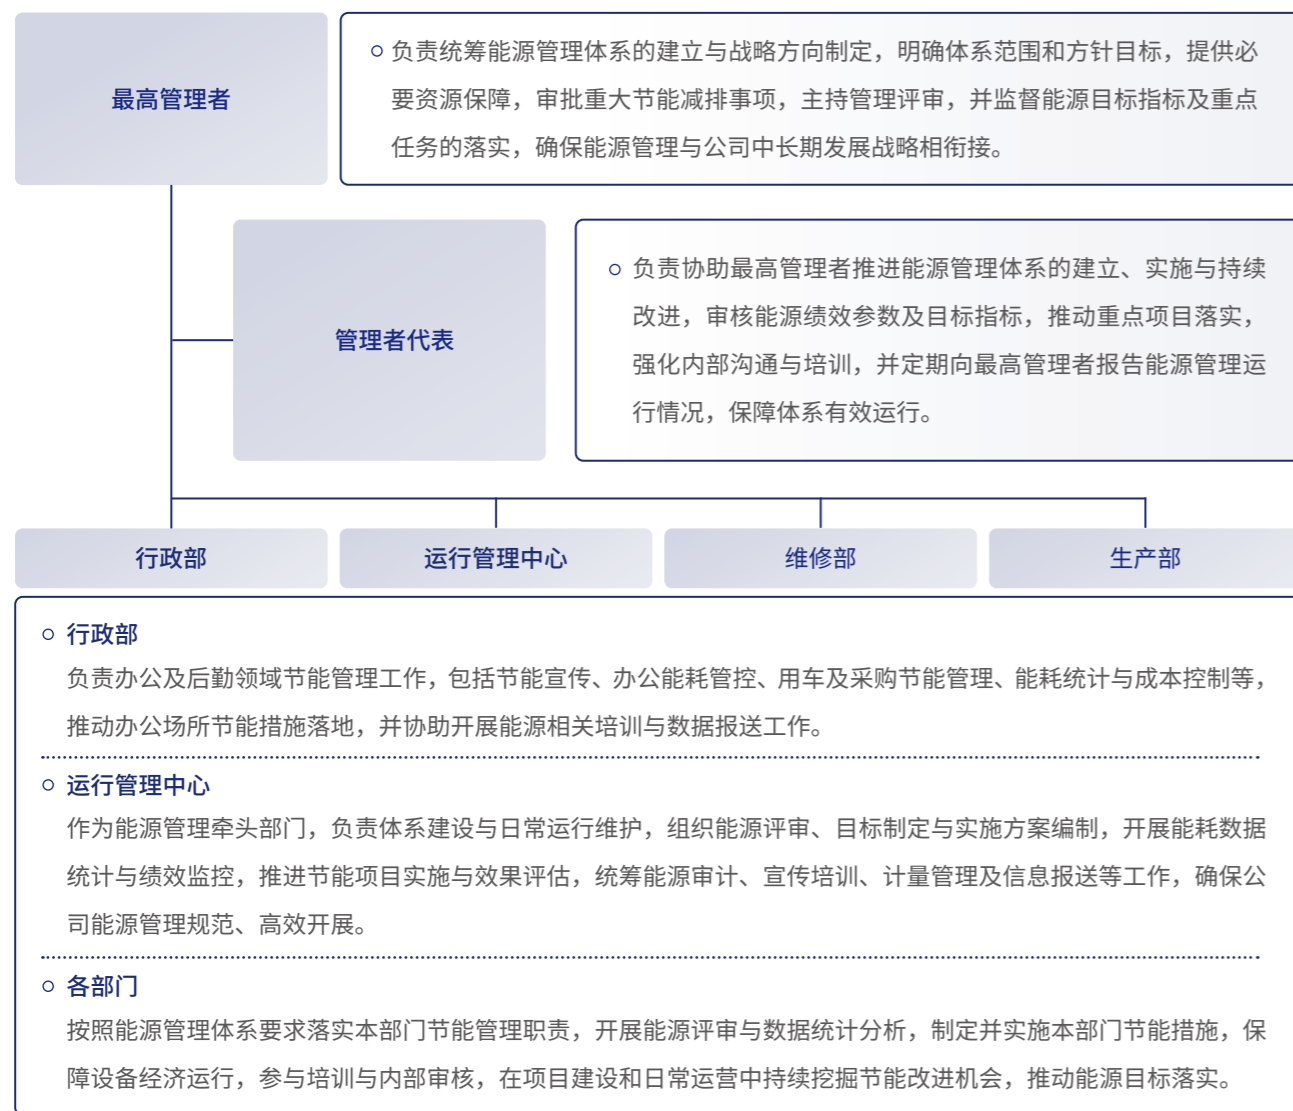 最高管理者
负责统筹能源管理体系的建立与战略方向制定，明确体系范围和方针目标，提供必
要资源保障，审批重大节能减排事项，主持管理评审，并监督能源目标指标及重点
任务的落实，确保能源管理与公司中长期发展战略相衔接。
管理者代表
负责协助最高管理者推进能源管理体系的建立、实施与持续
改进，审核能源绩效参数及目标指标，推动重点项目落实，
强化内部沟通与培训，并定期向最高管理者报告能源管理运
行情况，保障体系有效运行。
行政部
运行管理中心
维修部
生产部
行政部
负责办公及后勤领域节能管理工作，包括节能宣传、办公能耗管控、用车及采购节能管理、能耗统计与成本控制等，
推动办公场所节能措施落地，并协助开展能源相关培训与数据报送工作。
运行管理中心
作为能源管理牵头部门，负责体系建设与日常运行维护，组织能源评审、目标制定与实施方案编制，开展能耗数据
统计与绩效监控，推进节能项目实施与效果评估，统筹能源审计、宣传培训、计量管理及信息报送等工作，确保公
司能源管理规范、高效开展。
各部门
按照能源管理体系要求落实本部门节能管理职责，开展能源评审与数据统计分析，制定并实施本部门节能措施，保
障设备经济运行，参与培训与内部审核，在项目建设和日常运营中持续挖掘节能改进机会，推动能源目标落实。